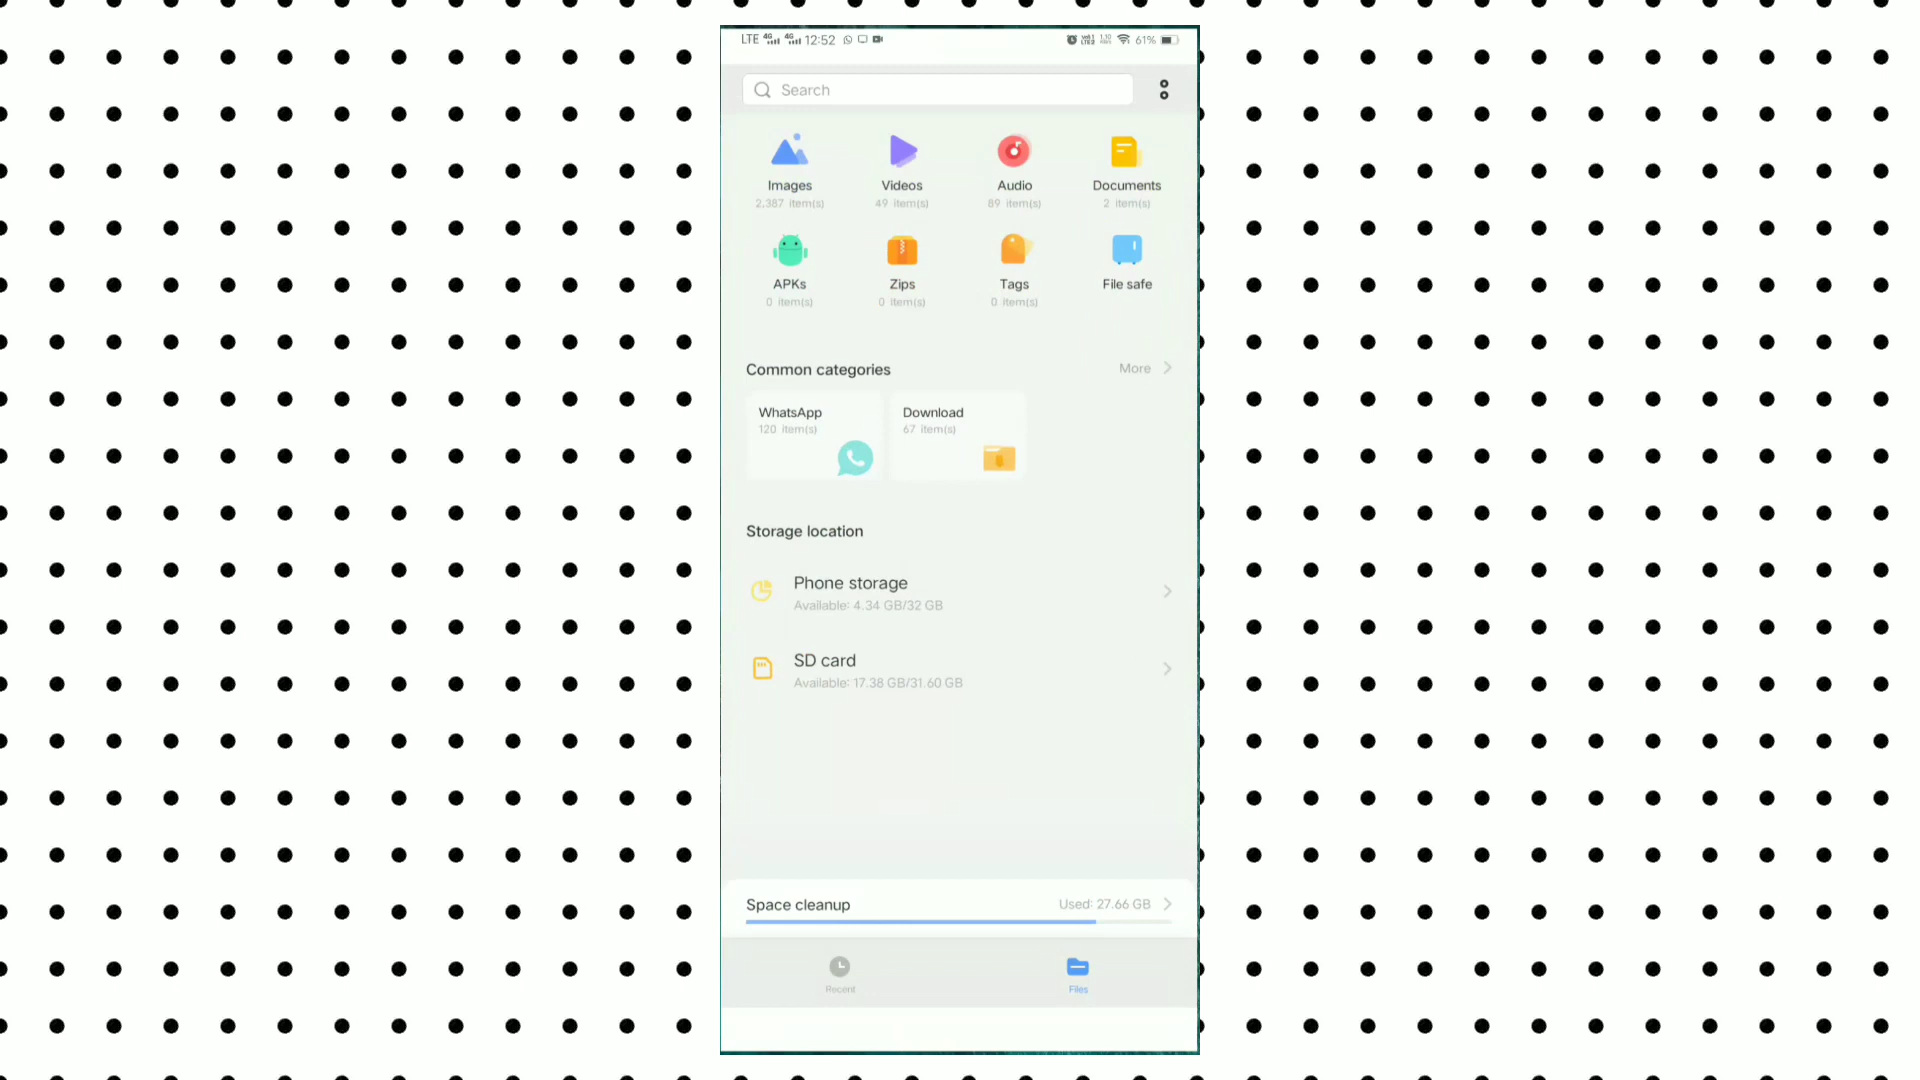 LTE 4G 4G 12:52 61%
Search
Images Videos Audio Documents
2,387 item(s) 49 item(s) 89 item(s) 2 item(s)
APKs Zips Tags File safe
0 item(s) 0 item(s) 0 item(s)
Common categories More
WhatsApp Download
120 item(s) 67 item(s)
Storage location
Phone storage
Available: 4.34 GB/32 GB
SD card
Available: 17.38 GB/31.60 GB
Space cleanup Used: 27.66 GB
Recent Files